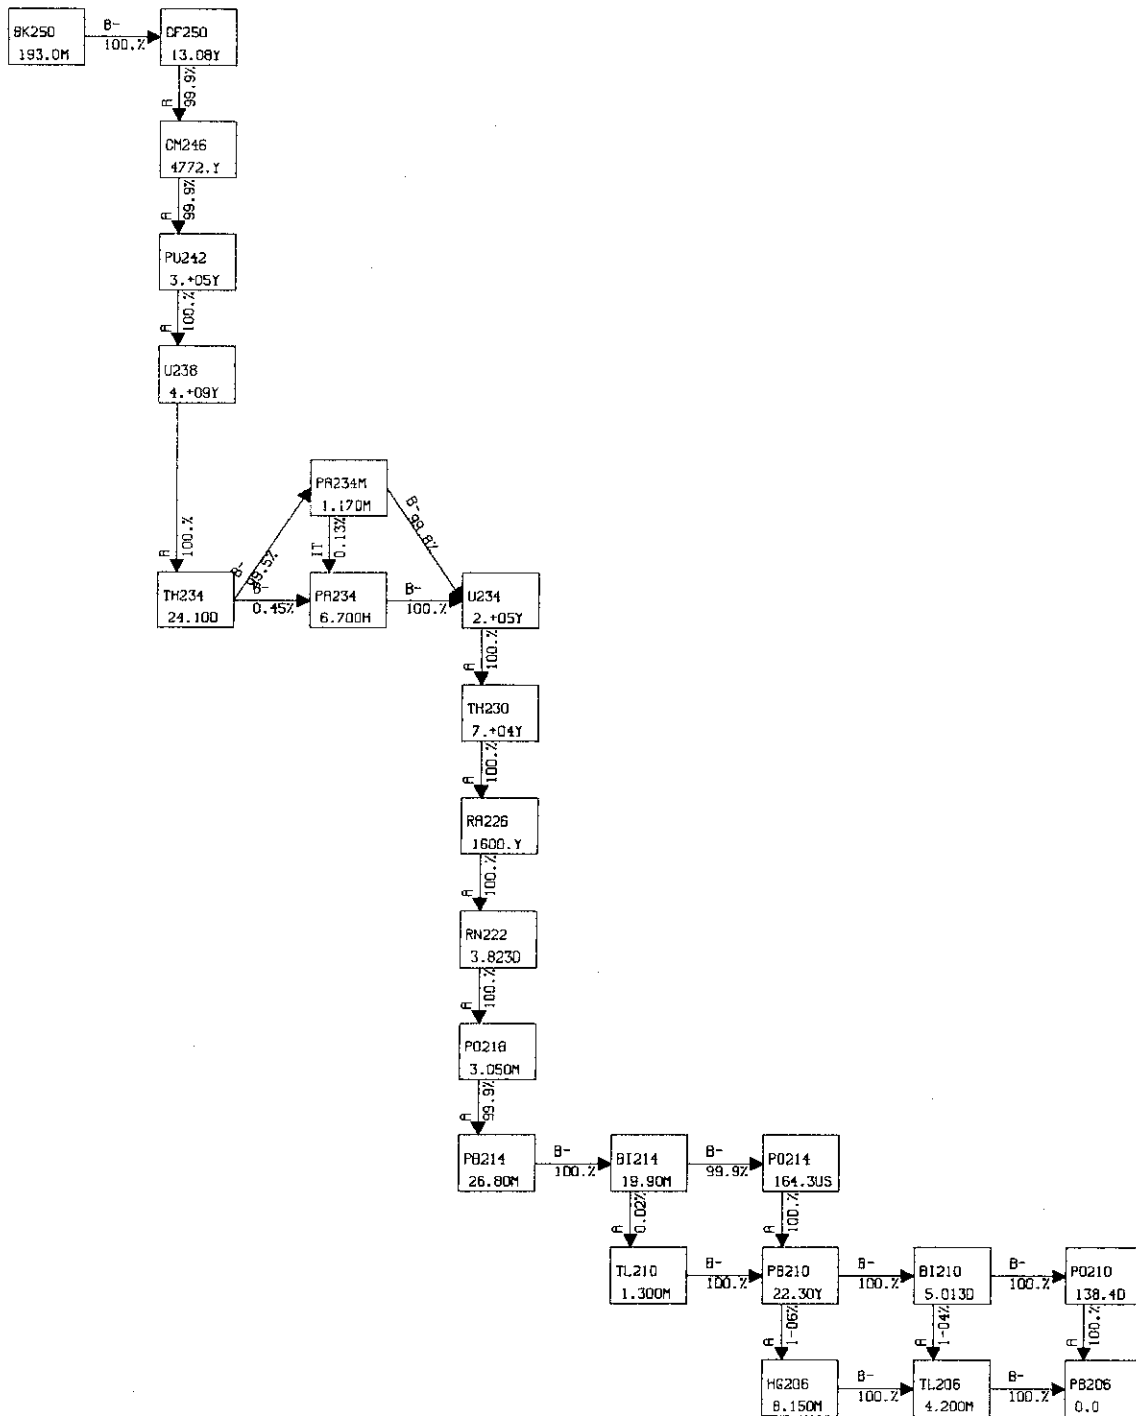 BK250
193.0M
B-
100.%
CF250
13.08Y
A
99.9%
CM246
4772.Y
A
99.9%
PU242
3.+05Y
A
100.%
U238
4.+09Y
A
100.%
PA234M
1.170M
B-
99.8%
IT
0.13%
B-
99.5%
TH234
24.10D
B-
0.45%
PA234
6.700H
B-
100.%
U234
2.+05Y
A
100.%
TH230
7.+04Y
A
100.%
RA226
1600.Y
A
100.%
RN222
3.823D
A
100.%
PO218
3.050M
A
99.9%
PB214
26.80M
B-
100.%
BI214
19.90M
B-
99.9%
PO214
164.3US
A
0.02%
A
100.%
TL210
1.300M
B-
100.%
PB210
22.30Y
B-
100.%
BI210
5.013D
B-
100.%
PO210
138.4D
A
1-06%
A
1-04%
A
100.%
HG206
8.150M
B-
100.%
TL206
4.200M
B-
100.%
PB206
0.0